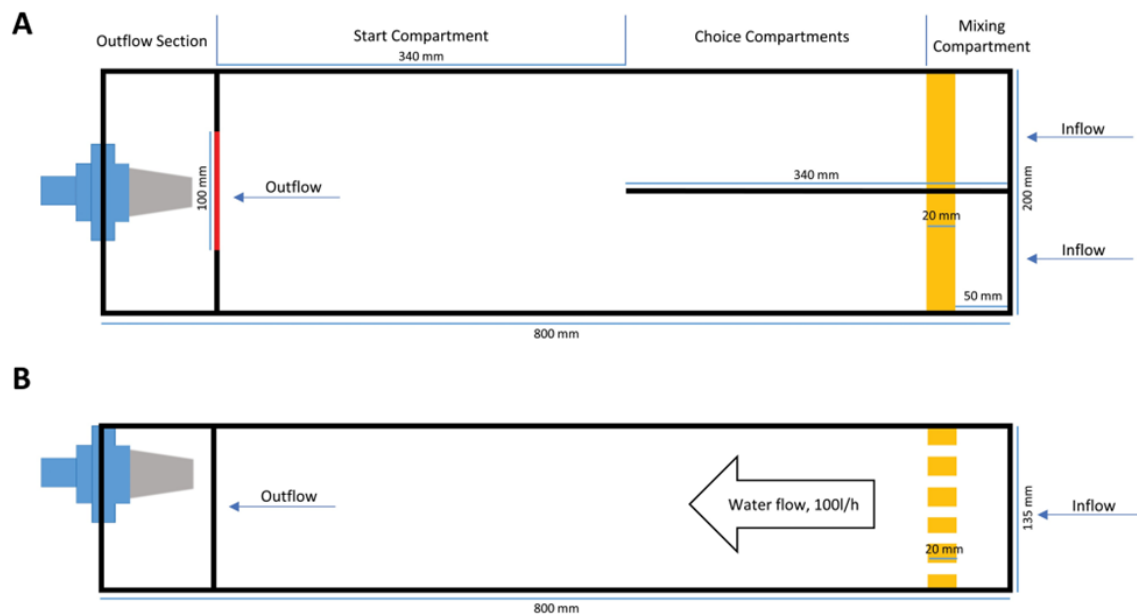 A
Outflow Section
Start Compartment
340 mm
Choice Compartments
Mixing
Compartment
Inflow
100 mm
Outflow
340 mm
200 mm
20 mm
Inflow
50 mm
800 mm
B
Outflow
Water flow, 100l/h
135 mm
Inflow
20 mm
800 mm